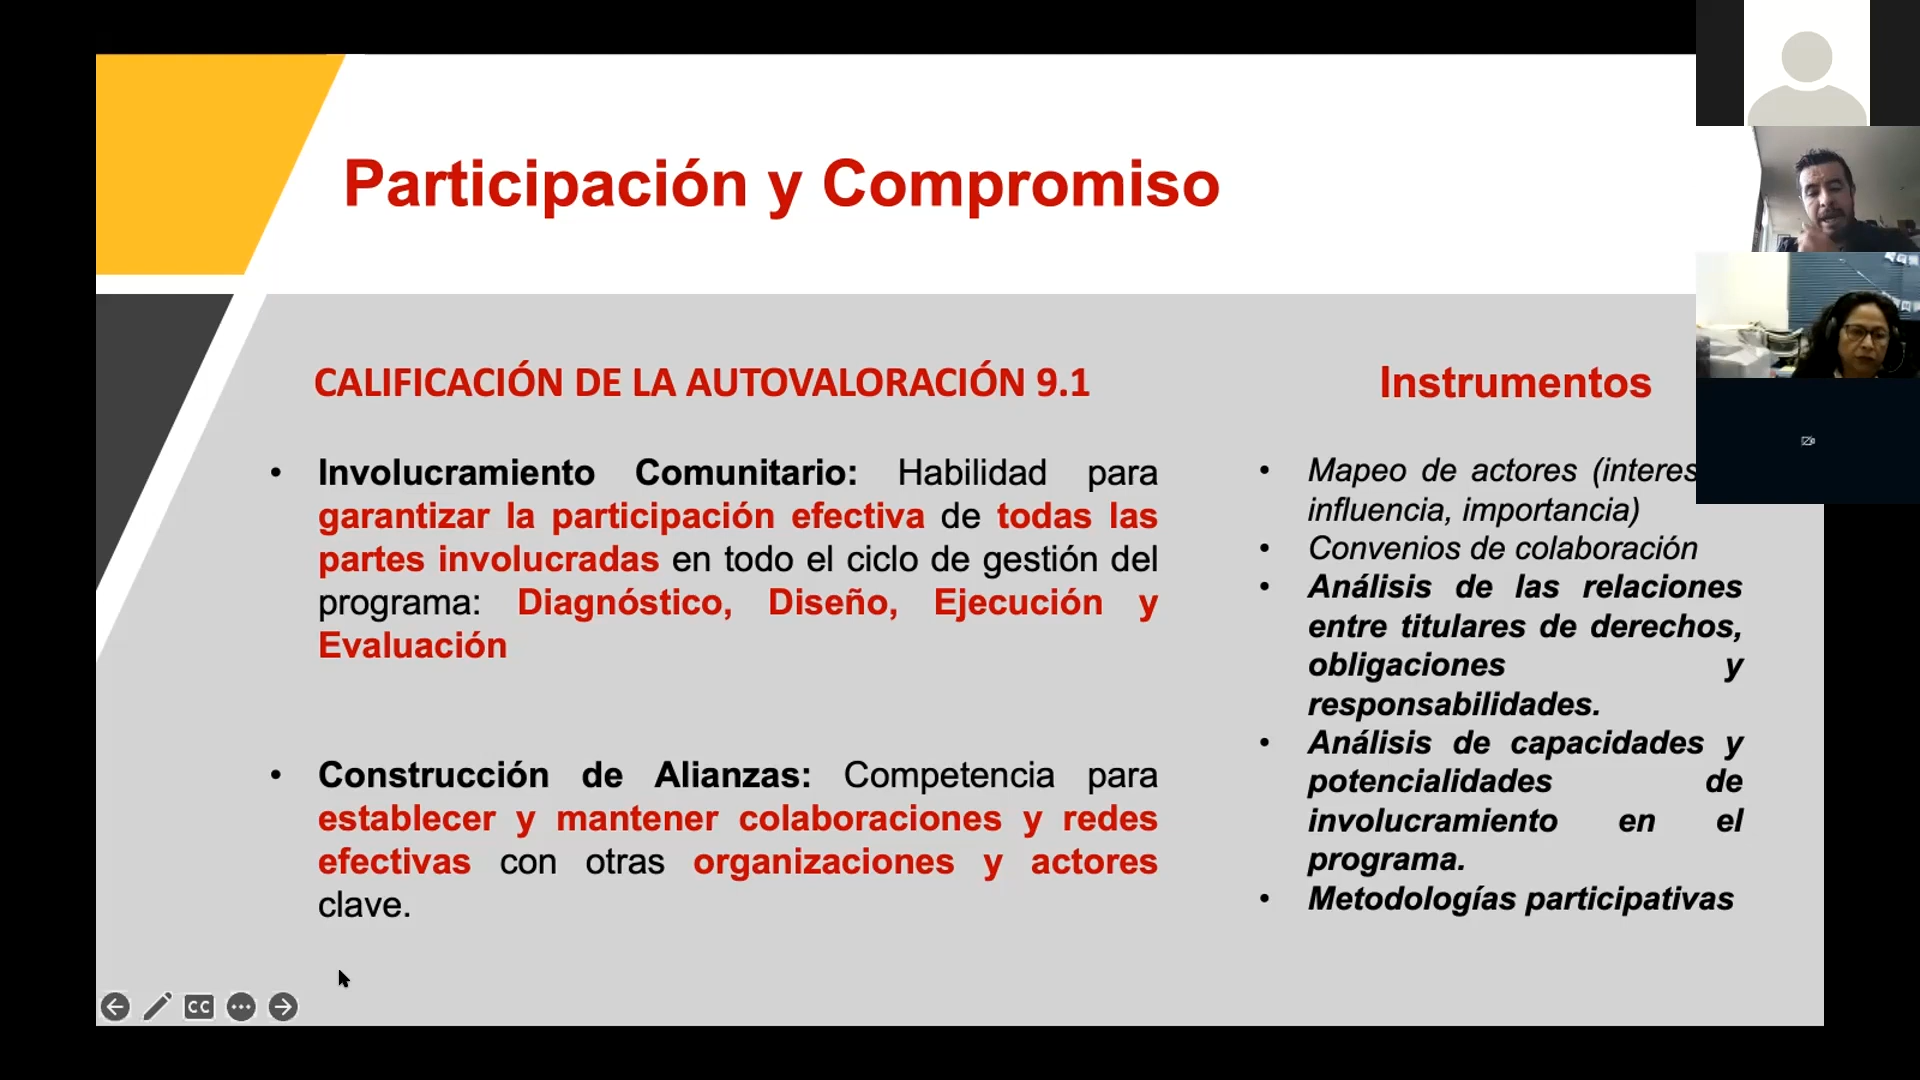 Participación y Compromiso
CALIFICACIÓN DE LA AUTOVALORACIÓN 9.1
• Involucramiento Comunitario: Habilidad para
garantizar la participación efectiva de todas las
partes involucradas en todo el ciclo de gestión del
programa: Diagnóstico, Diseño, Ejecución y
Evaluación
• Construcción de Alianzas: Competencia para
establecer y mantener colaboraciones y redes
efectivas con otras organizaciones y actores
clave.
Instrumentos
• Mapeo de actores (interes
influencia, importancia)
• Convenios de colaboración
• Análisis de las relaciones
entre titulares de derechos,
obligaciones y
responsabilidades.
• Análisis de capacidades y
potencialidades de
involucramiento en el
programa.
• Metodologías participativas
CC